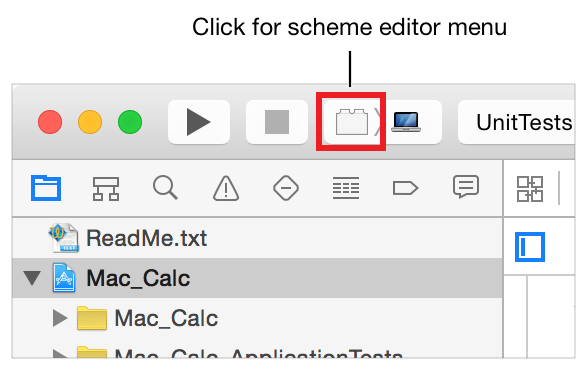 Click for scheme editor menu
UnitTests
ReadMe.txt
Mac_Calc
Mac_Calc
Mac_Calc_ApplicationTests